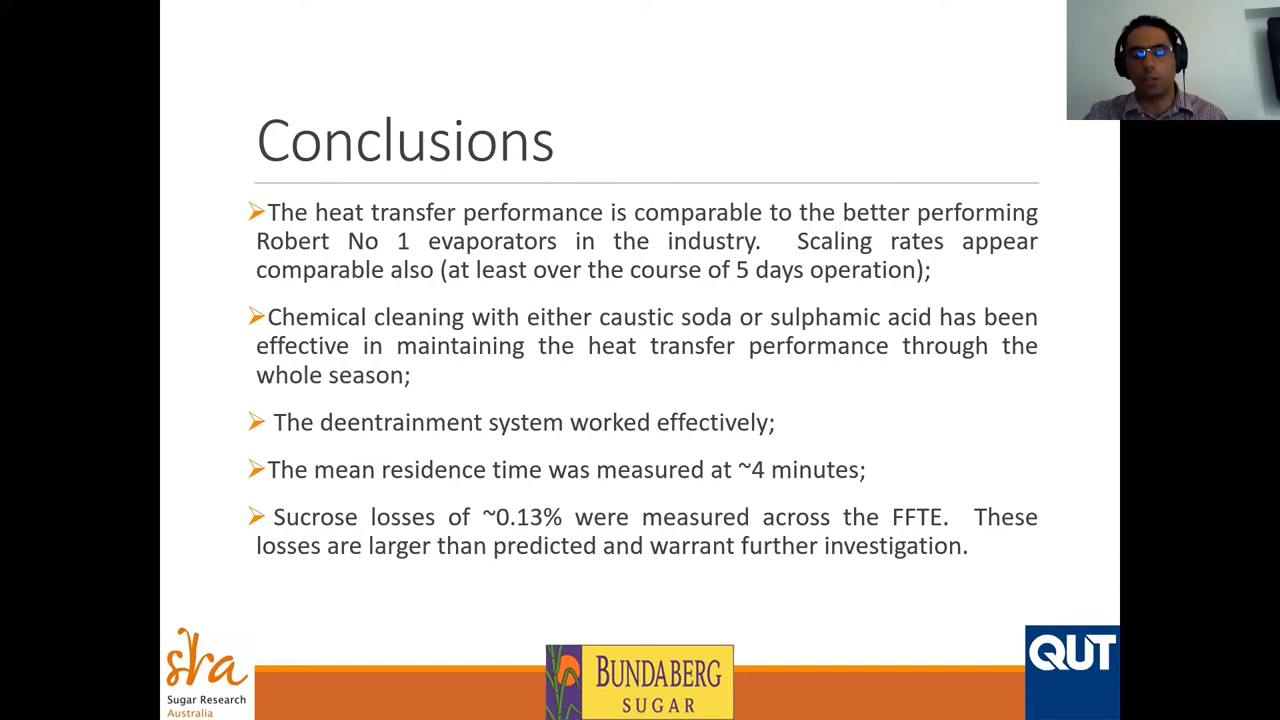 Conclusions
➢The heat transfer performance is comparable to the better performing
Robert No 1 evaporators in the industry. Scaling rates appear
comparable also (at least over the course of 5 days operation);
➢Chemical cleaning with either caustic soda or sulphamic acid has been
effective in maintaining the heat transfer performance through the
whole season;
➢ The deentrainment system worked effectively;
➢The mean residence time was measured at ~4 minutes;
➢ Sucrose losses of ~0.13% were measured across the FFTE. These
losses are larger than predicted and warrant further investigation.
sra
Sugar Research
Australia
BUNDABERG
SUGAR
QUT